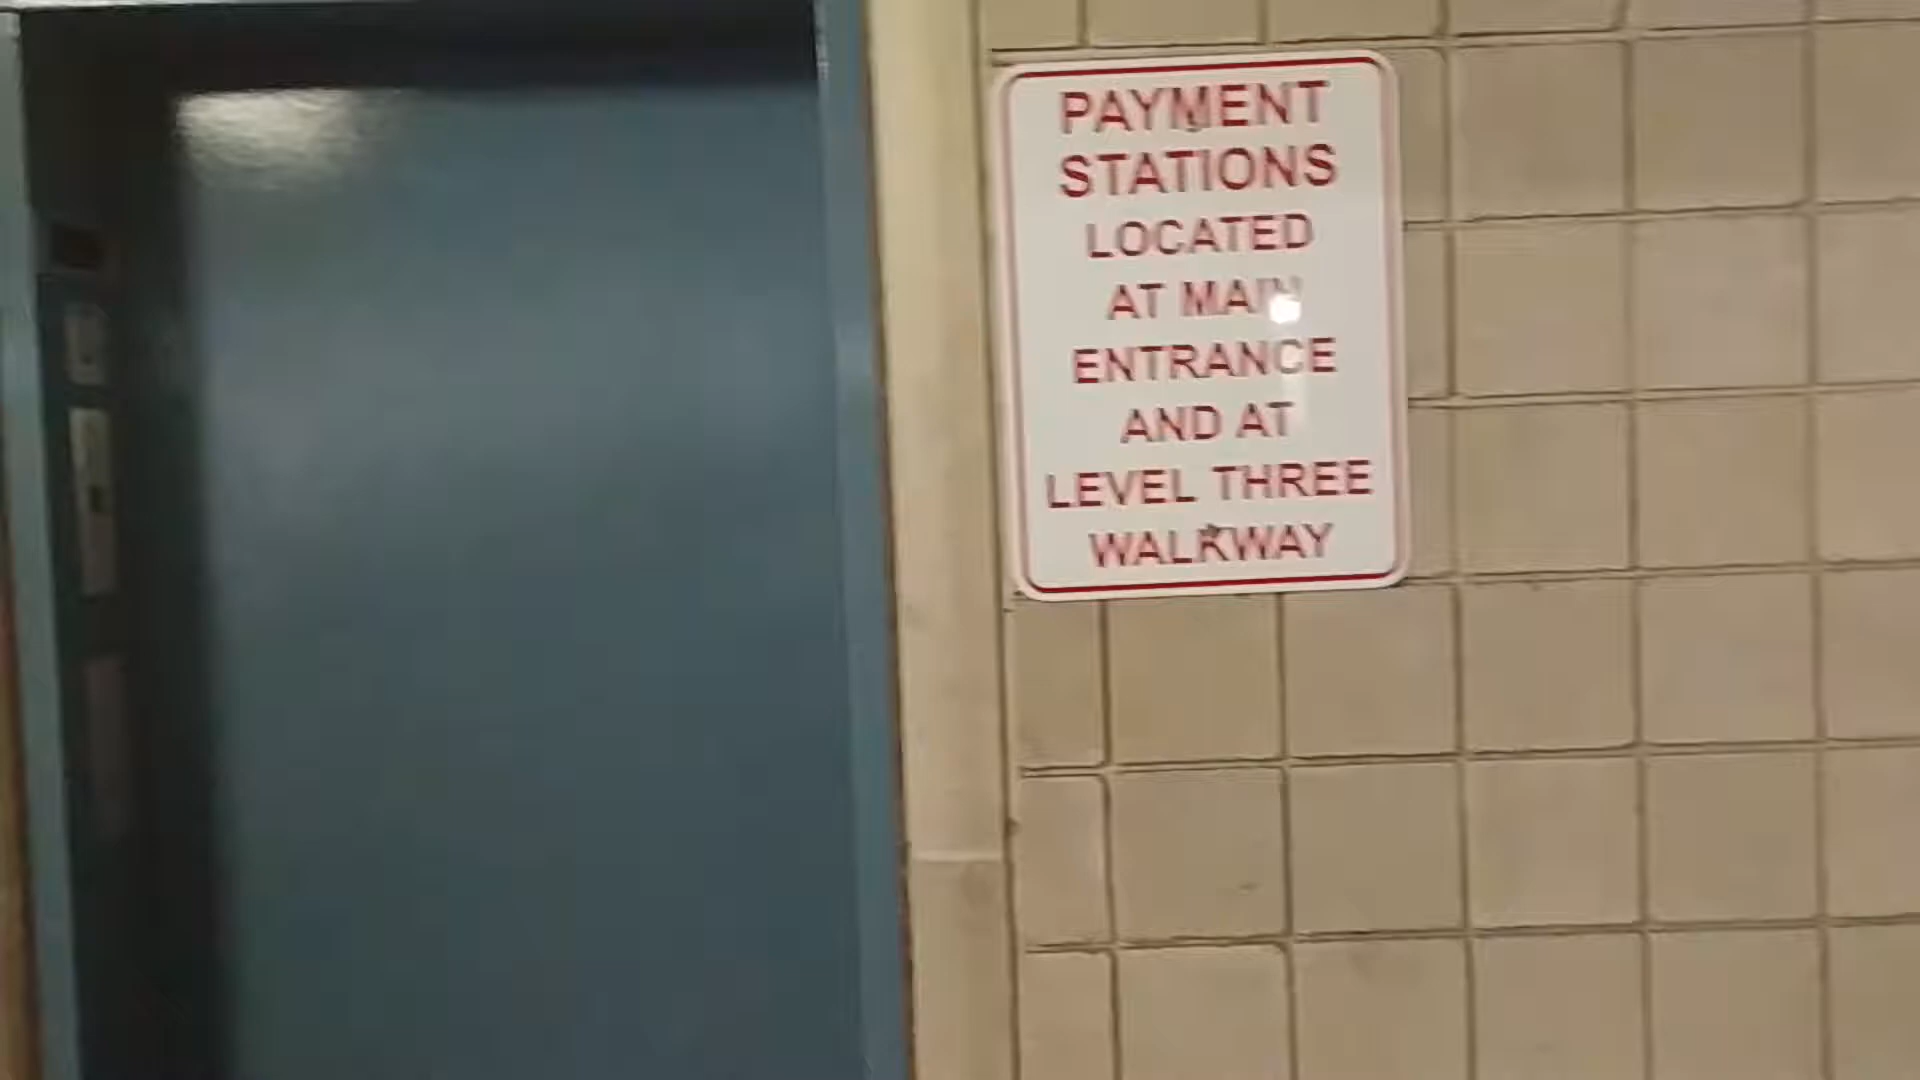 PAYMENT
STATIONS
LOCATED
AT MAIN
ENTRANCE
AND AT
LEVEL THREE
WALKWAY